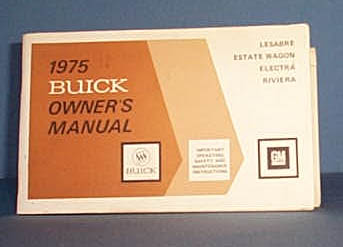 1975
BUICK
OWNER'S
MANUAL
LESABRE
ESTATE WAGON
ELECTRA
RIVIERA
BUICK
IMPORTANT
OPERATING,
SAFETY AND
MAINTENANCE
INSTRUCTIONS
GM